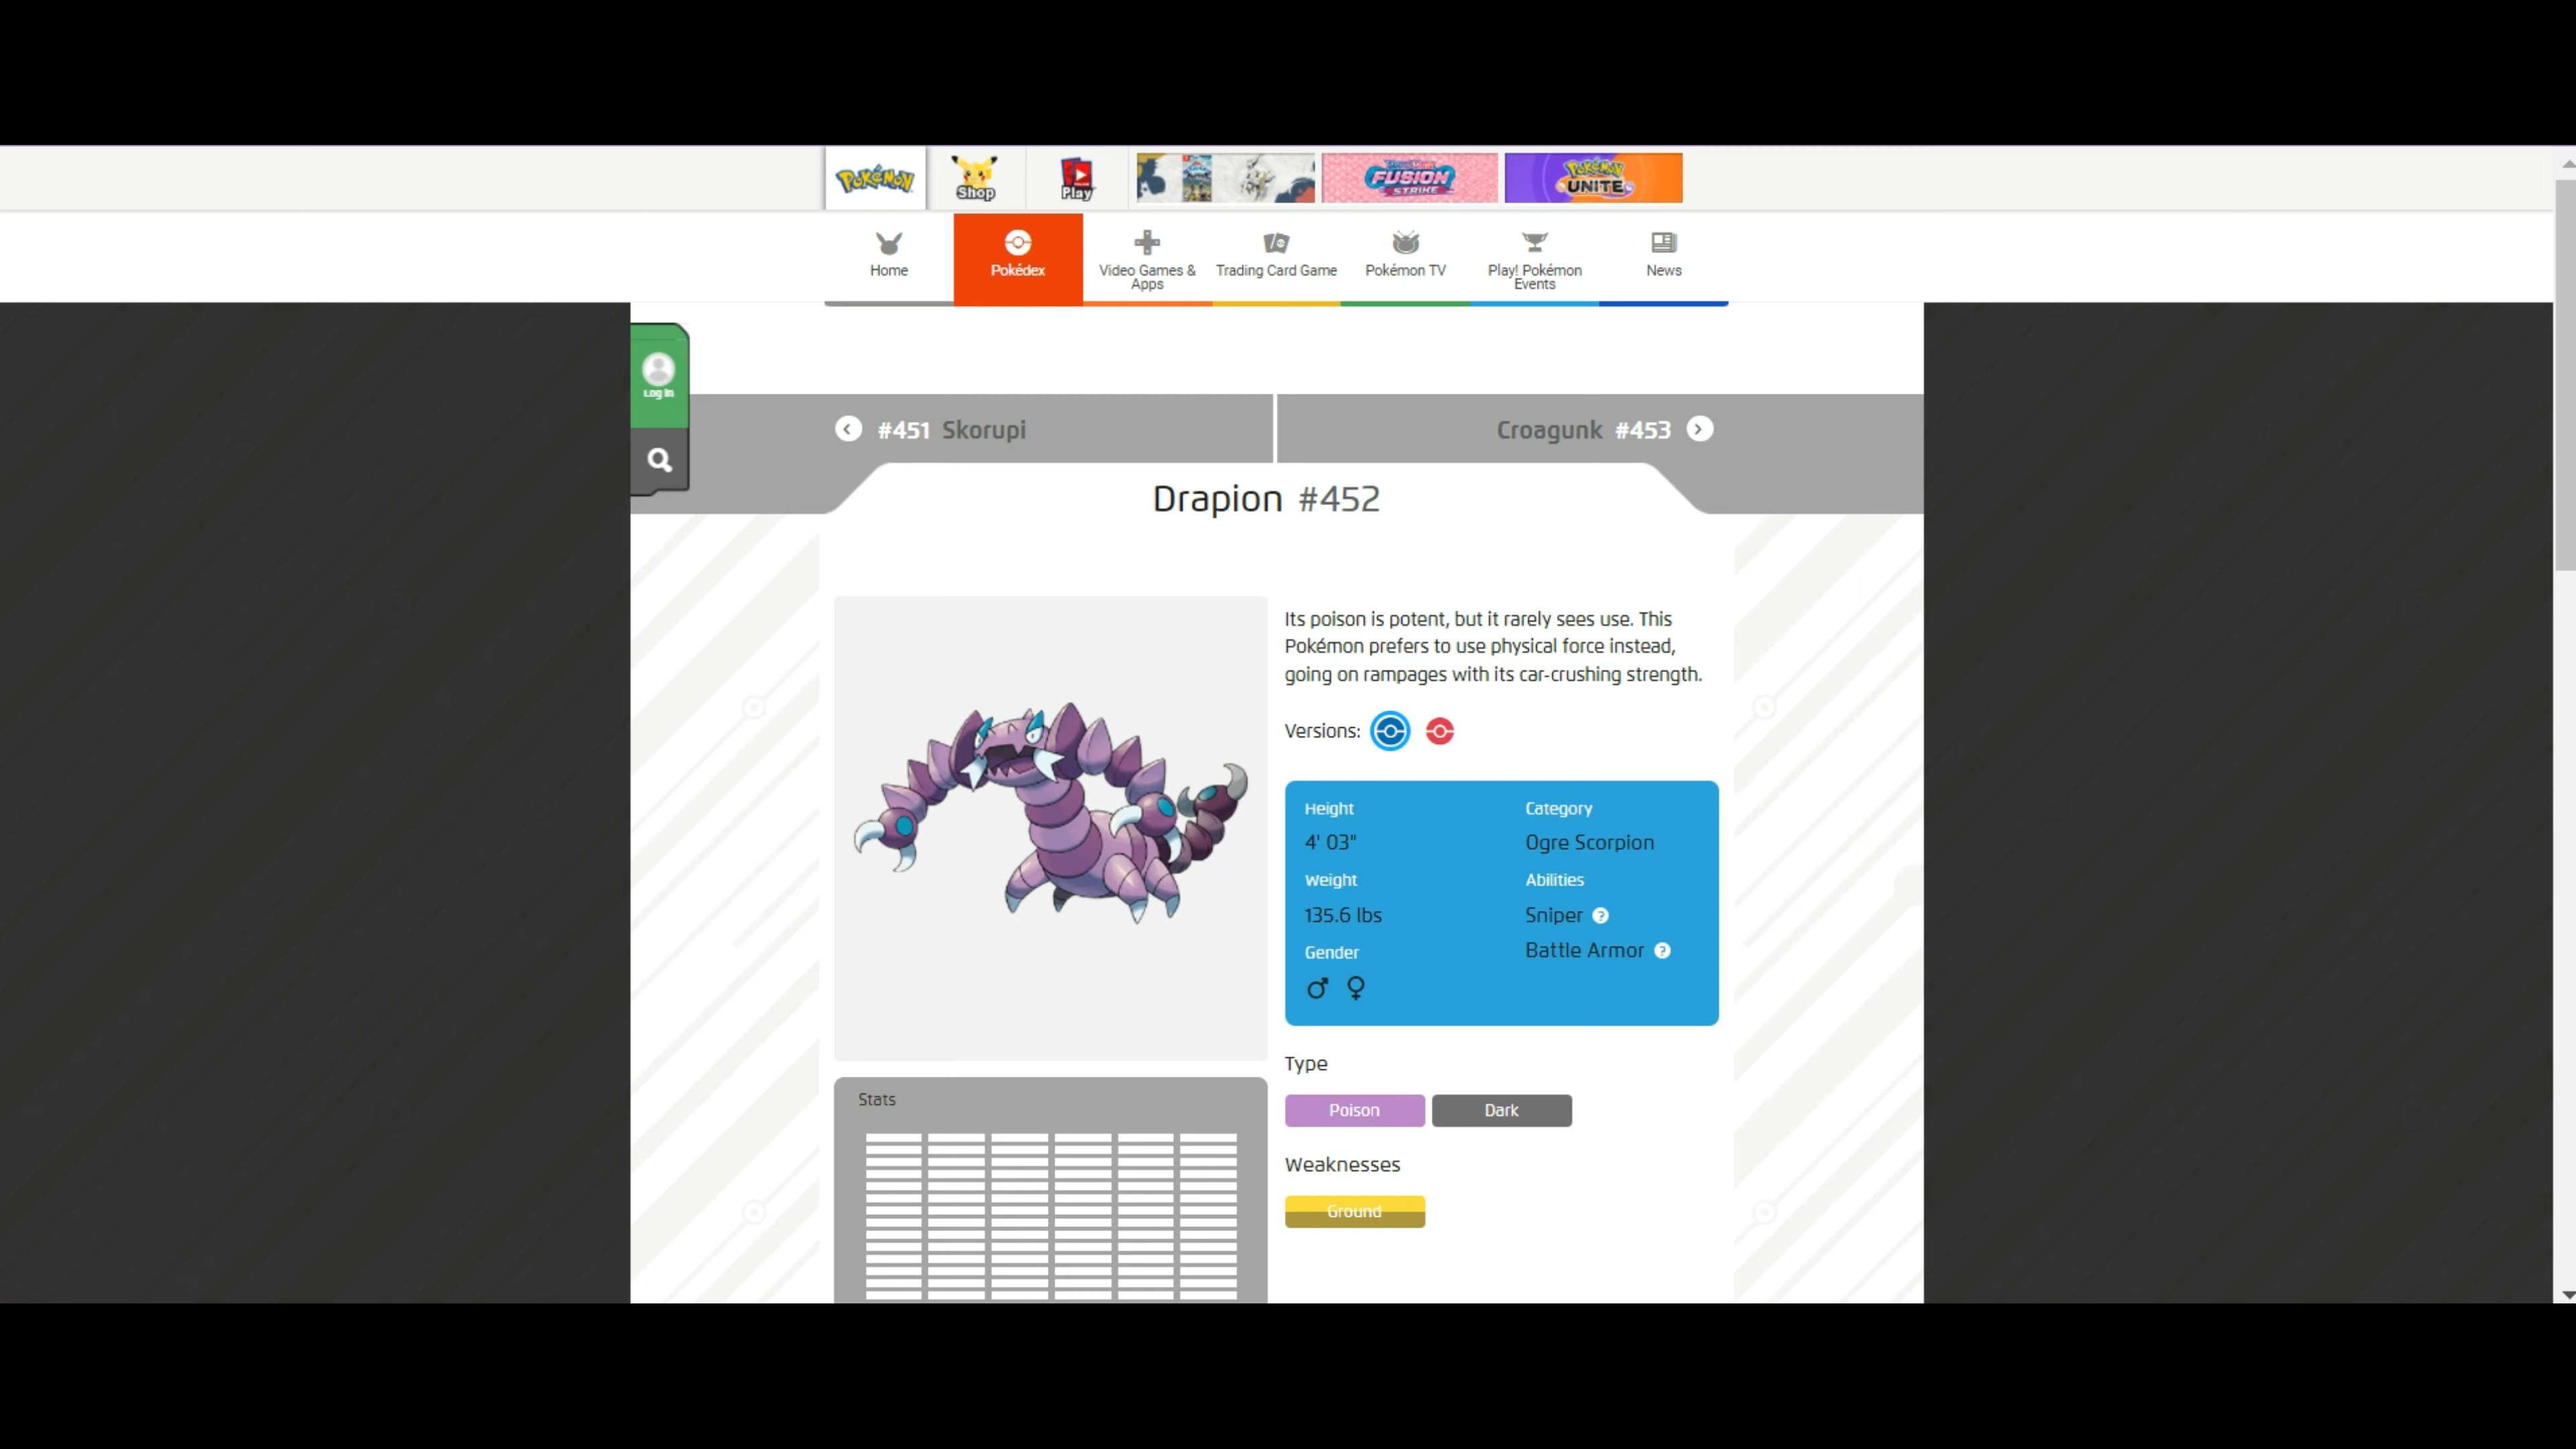 Pokémon
Shop
Play
FUSION
STRIKE
POKÉMON
UNITE
Home
Pokédex
Video Games &
Apps
Trading Card Game
Pokémon TV
Play! Pokémon
Events
News
Log in
#451 Skorupi
Croagunk #453
Drapion #452
Its poison is potent, but it rarely sees use. This
Pokémon prefers to use physical force instead,
going on rampages with its car-crushing strength.
Versions:
Height
4' 03"
Weight
135.6 lbs
Gender
♂ ♀
Category
Ogre Scorpion
Abilities
Sniper ?
Battle Armor ?
Type
Poison
Dark
Weaknesses
Ground
Stats